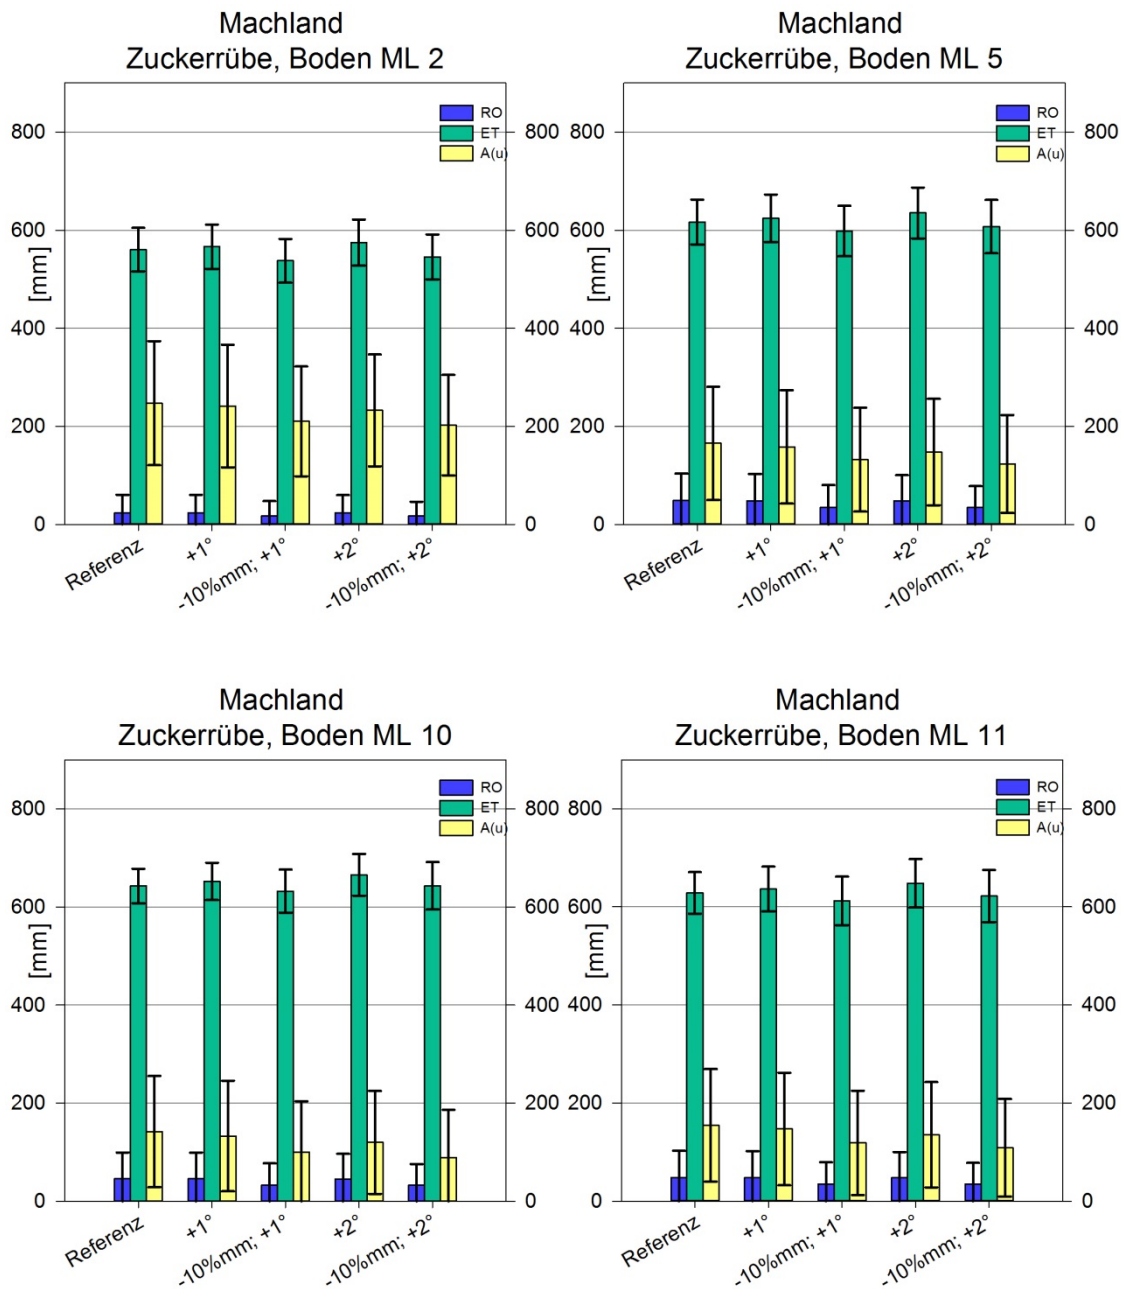 Machland
Zuckerrübe, Boden ML 2
RO
ET
A(u)
800
600
400
200
0
[mm]
800
600
400
200
0
Referenz
+1°
-10%mm; +1°
+2°
-10%mm; +2°
Machland
Zuckerrübe, Boden ML 5
RO
ET
A(u)
800
600
400
200
0
[mm]
800
600
400
200
0
Referenz
+1°
-10%mm; +1°
+2°
-10%mm; +2°
Machland
Zuckerrübe, Boden ML 10
RO
ET
A(u)
800
600
400
200
0
[mm]
800
600
400
200
0
Referenz
+1°
-10%mm; +1°
+2°
-10%mm; +2°
Machland
Zuckerrübe, Boden ML 11
RO
ET
A(u)
800
600
400
200
0
[mm]
800
600
400
200
0
Referenz
+1°
-10%mm; +1°
+2°
-10%mm; +2°